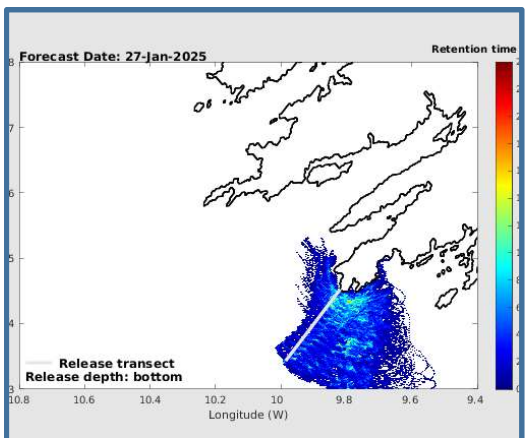 Retention time
Forecast Date: 27-Jan-2025
8
7
6
5
4
3
Release transect
Release depth: bottom
10.8 10.6 10.4 10.2 10 9.8 9.6 9.4
Longitude (W)